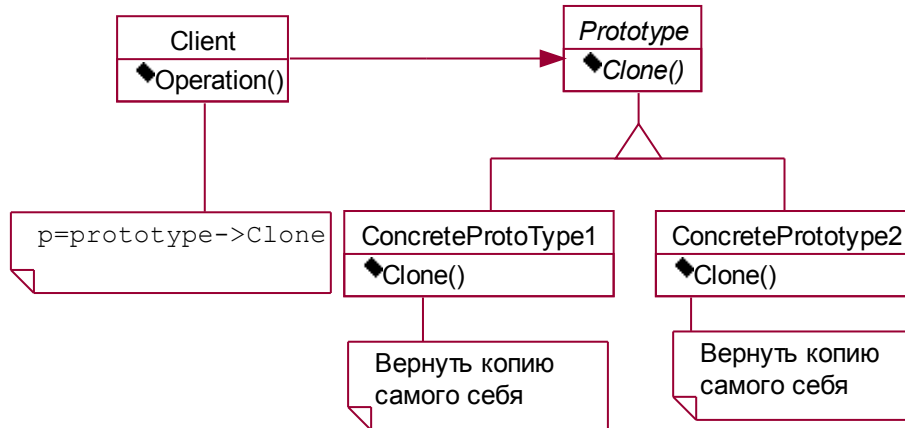 Client
Operation()
Prototype
Clone()
p=prototype->Clone
ConcreteProtoType1
Clone()
ConcretePrototype2
Clone()
Вернуть копию
самого себя
Вернуть копию
самого себя